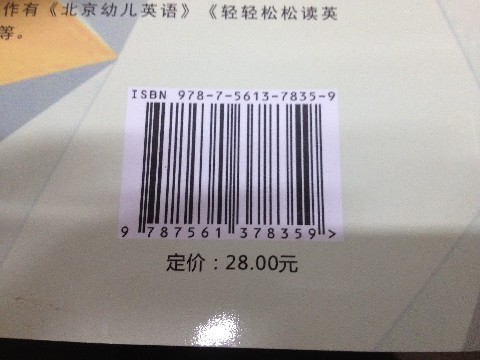 作有《北京幼儿英语》《轻轻松松读英
等。
ISBN 978-7-5613-7835-9
9 787561 378359 >
定价：28.00元